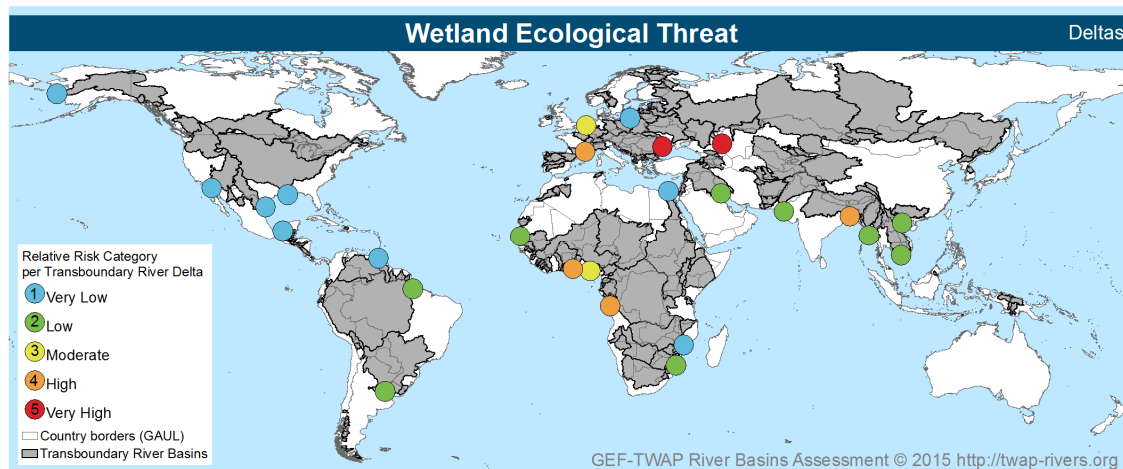 Wetland Ecological Threat
Deltas
Relative Risk Category
per Transboundary River Delta
1 Very Low
2 Low
3 Moderate
4 High
5 Very High
Country borders (GAUL)
Transboundary River Basins
GEF-TWAP River Basins Assessment © 2015 http://twap-rivers.org